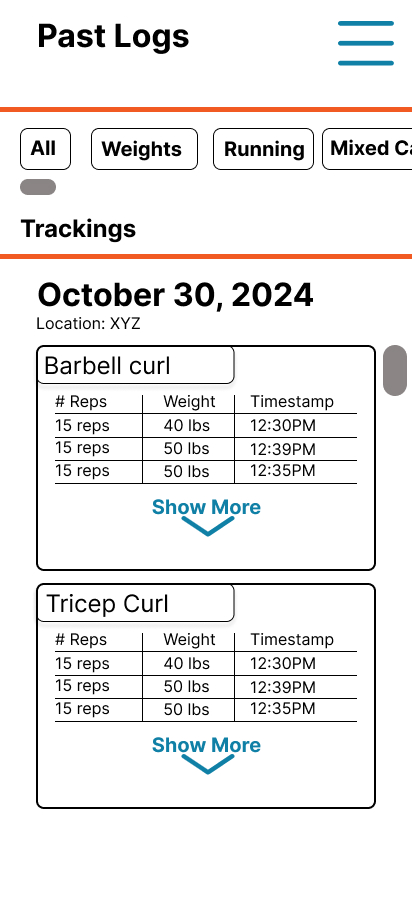 Past Logs
All Weights Running Mixed Ca
Trackings
October 30, 2024
Location: XYZ
Barbell curl
# Reps Weight Timestamp
15 reps 40 lbs 12:30PM
15 reps 50 lbs 12:39PM
15 reps 50 lbs 12:35PM
Show More
Tricep Curl
# Reps Weight Timestamp
15 reps 40 lbs 12:30PM
15 reps 50 lbs 12:39PM
15 reps 50 lbs 12:35PM
Show More